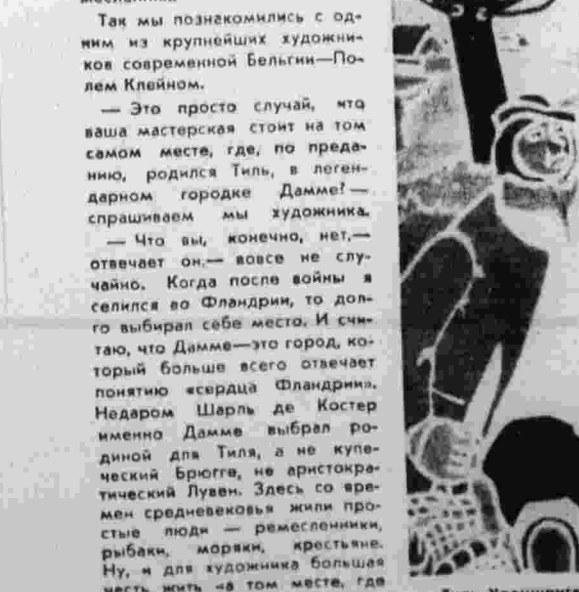 Так мы познакомились с од-
ним из крупнейших художни-
ков современной Бельгии—По-
лем Клейном.
— Это просто случай, что
ваша мастерская стоит на том
самом месте, где, по преда-
нию, родился Тиль, в леген-
дарном городке Дамме? —
спрашиваем мы художника.
— Что вы, конечно, нет,—
отвечает он,— вовсе не слу-
чайно. Когда после войны я
селился во Фландрии, то дол-
го выбирал себе место. И счи-
таю, что Дамме—это город, ко-
торый больше всего отвечает
понятию «сердца Фландрии».
Недаром Шарль де Костер
именно Дамме выбрал ро-
диной для Тиля, а не купе-
ческий Брюгге, не аристокра-
тический Лувен. Здесь со вре-
мен средневековья жили про-
стые люди — ремесленники,
рыбаки, моряки, крестьяне.
Ну, и для художника большая
честь жить на том месте, где